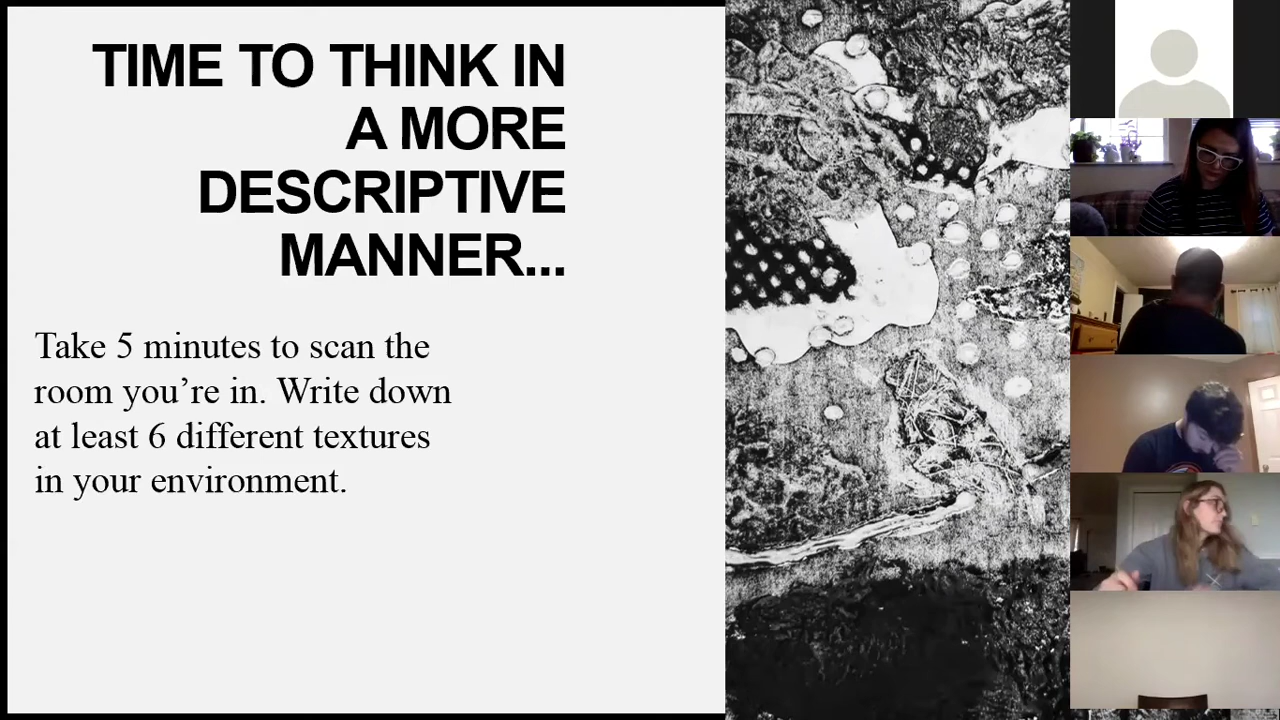 TIME TO THINK IN
A MORE
DESCRIPTIVE
MANNER...
Take 5 minutes to scan the
room you’re in. Write down
at least 6 different textures
in your environment.